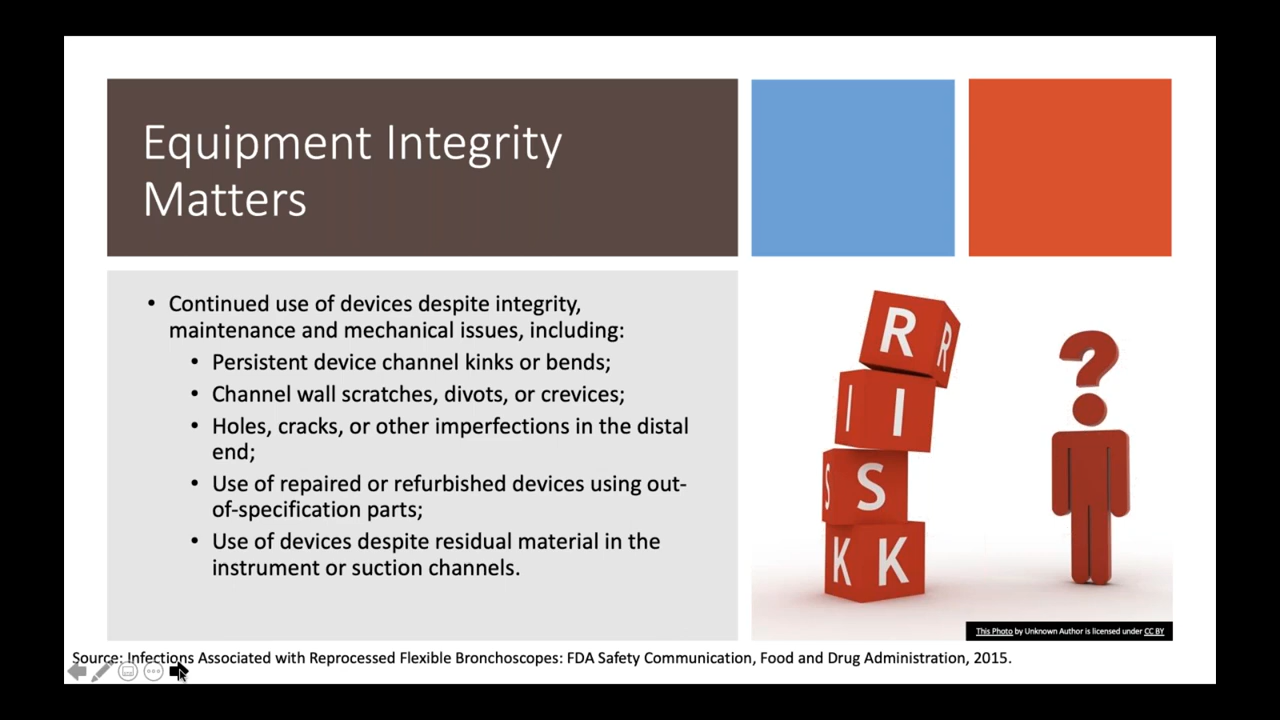 Equipment Integrity
Matters
• Continued use of devices despite integrity,
maintenance and mechanical issues, including:
• Persistent device channel kinks or bends;
• Channel wall scratches, divots, or crevices;
• Holes, cracks, or other imperfections in the distal
end;
• Use of repaired or refurbished devices using out-
of-specification parts;
• Use of devices despite residual material in the
instrument or suction channels.
R R
I I
S S
K K
?
This Photo by Unknown Author is licensed under CC BY
Source: Infections Associated with Reprocessed Flexible Bronchoscopes: FDA Safety Communication, Food and Drug Administration, 2015.